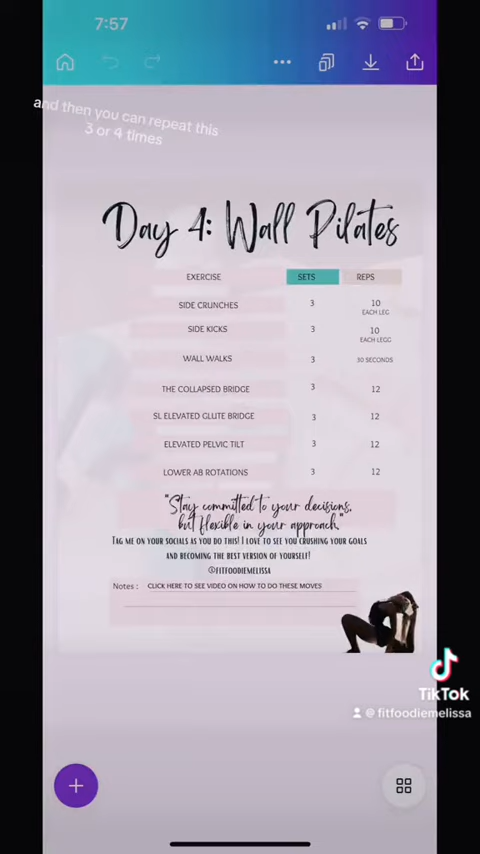 7:57
and then you can repeat this
3 or 4 times
Day 4: Wall Pilates
EXERCISE SETS REPS
SIDE CRUNCHES 3 10
EACH LEG
SIDE KICKS 3 10
EACH LEGG
WALL WALKS 3 30 SECONDS
THE COLLAPSED BRIDGE 3 12
SL ELEVATED GLUTE BRIDGE 3 12
ELEVATED PELVIC TILT 3 12
LOWER AB ROTATIONS 3 12
"Stay committed to your decisions,
but flexible in your approach."
TAG ME ON YOUR SOCIALS AS YOU DO THIS! I LOVE TO SEE YOU CRUSHING YOUR GOALS
AND BECOMING THE BEST VERSION OF YOURSELF!
@FITFOODIEMELISSA
Notes : CLICK HERE TO SEE VIDEO ON HOW TO DO THESE MOVES
TikTok
@ fitfoodiemelissa